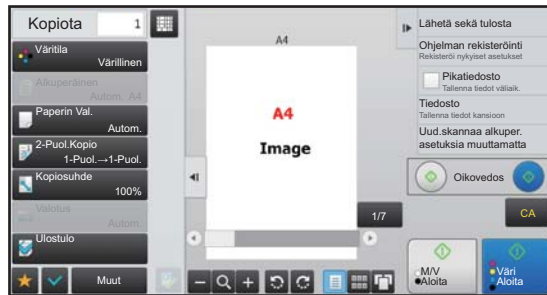 Kopiota
1
Väritila
Värillinen
Alkuperäinen
Autom. A4
Paperin Val.
Autom.
2-Puol.Kopio
1-Puol.→1-Puol.
Kopiosuhde
100%
Valotus
Autom.
Ulostulo
Muut
A4
A4
Image
1/7
Lähetä sekä tulosta
Ohjelman rekisteröinti
Rekisteröi nykyiset asetukset
Pikatiedosto
Tallenna tiedot väliaik.
Tiedosto
Tallenna tiedot kansioon
Uud.skannaa alkuper.
asetuksia muuttamatta
Oikovedos
CA
M/V
Aloita
Väri
Aloita